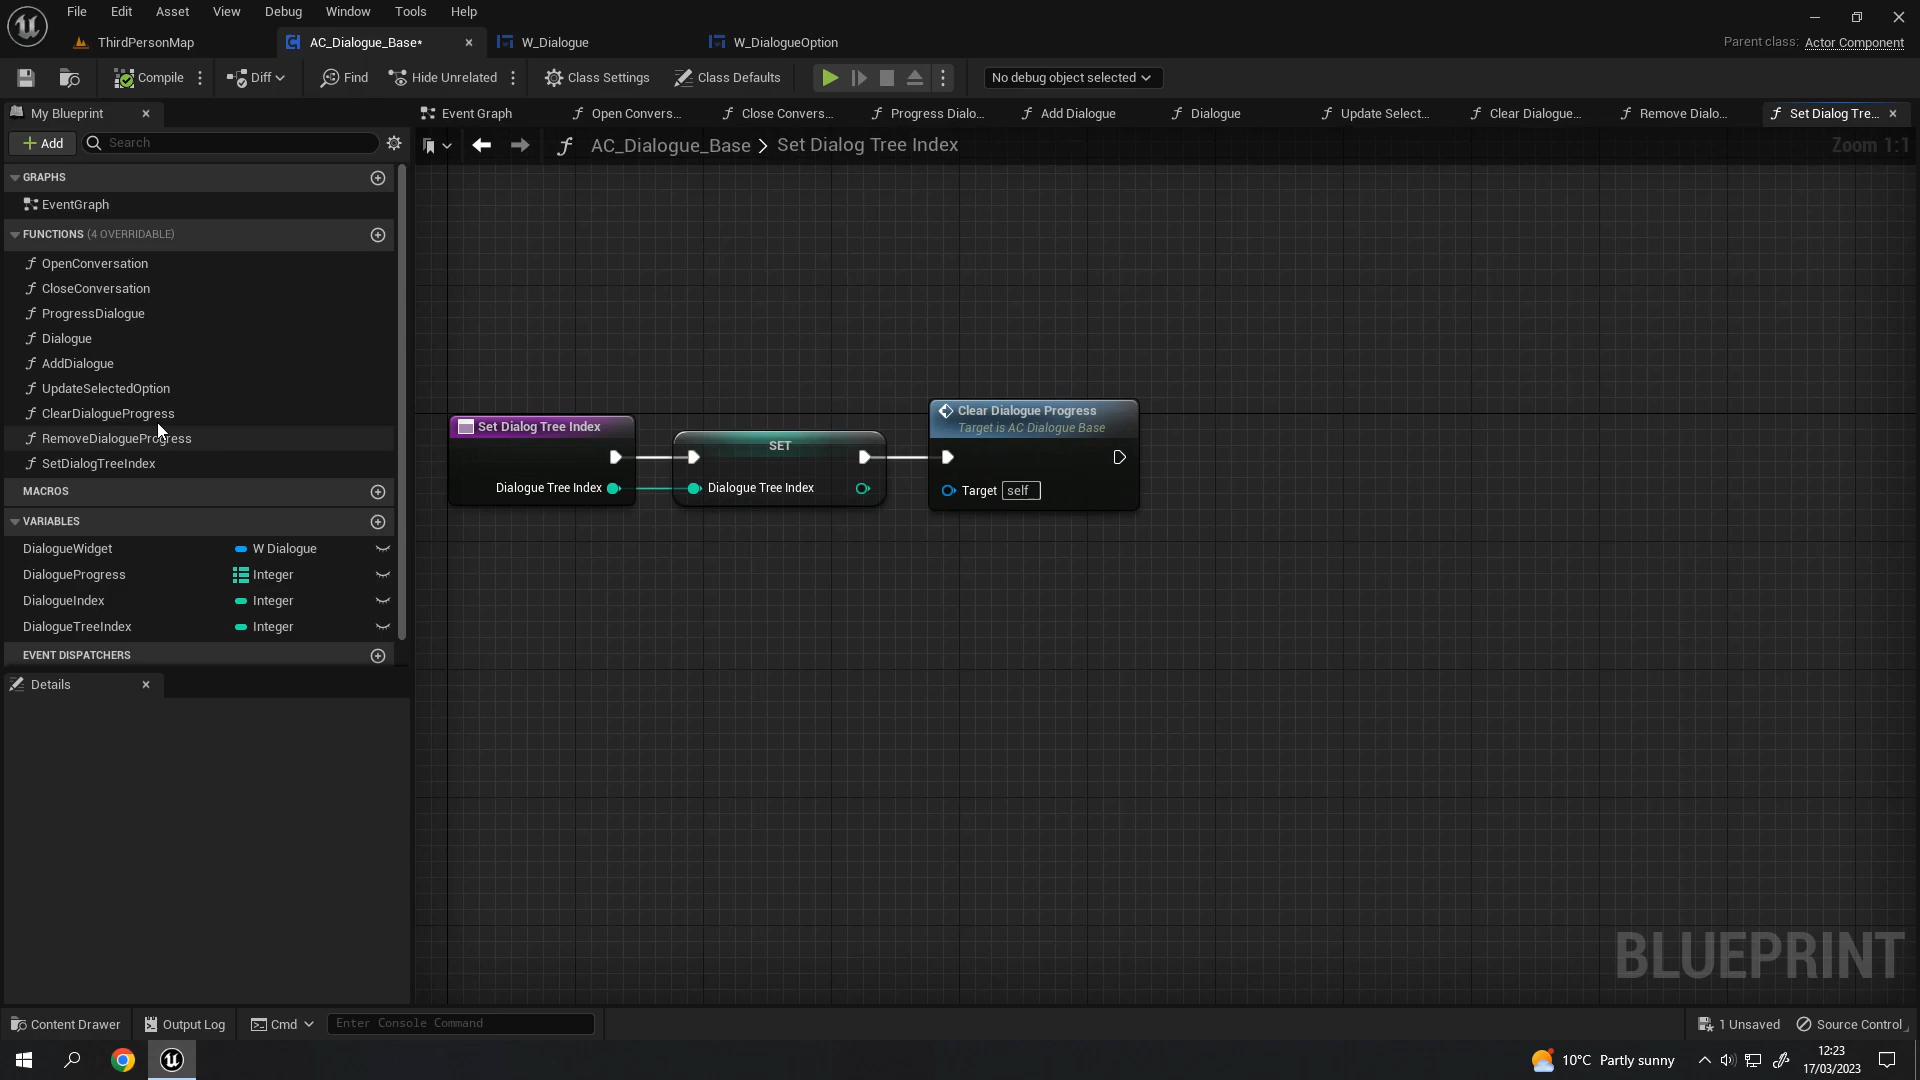 File Edit Asset View Debug Window Tools Help
ThirdPersonMap AC_Dialogue_Base* W_Dialogue W_DialogueOption Parent class: Actor Component
Compile Diff Find Hide Unrelated Class Settings Class Defaults No debug object selected
My Blueprint Event Graph Open Convers... Close Convers... Progress Dialo... Add Dialogue Dialogue Update Select... Clear Dialogue... Remove Dialo... Set Dialog Tre...
Add Search AC_Dialogue_Base > Set Dialog Tree Index Zoom 1:1
GRAPHS
EventGraph
FUNCTIONS (4 OVERRIDABLE)
OpenConversation
CloseConversation
ProgressDialogue
Dialogue
AddDialogue
UpdateSelectedOption
ClearDialogueProgress
RemoveDialogueProgress
SetDialogTreeIndex
MACROS
VARIABLES
DialogueWidget W Dialogue
DialogueProgress Integer
DialogueIndex Integer
DialogueTreeIndex Integer
EVENT DISPATCHERS
Details
Set Dialog Tree Index
Dialogue Tree Index
SET
Dialogue Tree Index
Clear Dialogue Progress
Target is AC Dialogue Base
Target self
BLUEPRINT
Content Drawer Output Log Cmd Enter Console Command 1 Unsaved Source Control
10°C Partly sunny 12:23
17/03/2023